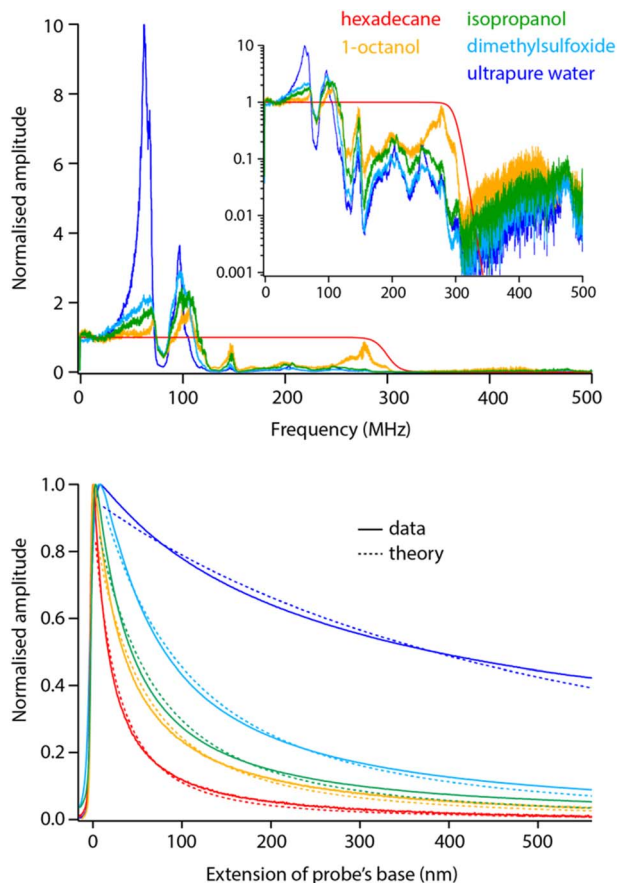 hexadecane
isopropanol
1-octanol
dimethylsulfoxide
ultrapure water
10
8
6
4
2
0
Normalised amplitude
10
1
0.1
0.01
0.001
0 100 200 300 400 500
0 100 200 300 400 500
Frequency (MHz)
1.0
0.8
0.6
0.4
0.2
0.0
Normalised amplitude
data
theory
0 100 200 300 400 500
Extension of probe's base (nm)